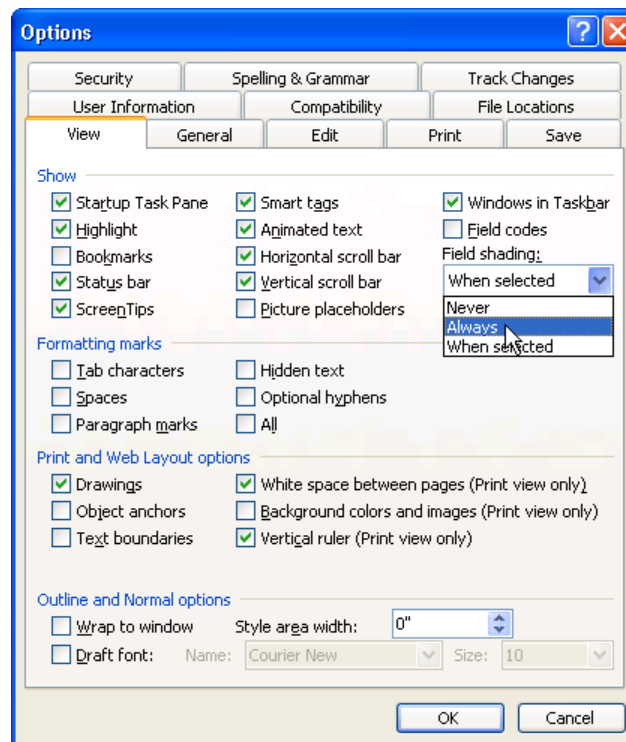 Options
Security Spelling & Grammar Track Changes
User Information Compatibility File Locations
View General Edit Print Save
Show
Startup Task Pane Smart tags Windows in Taskbar
Highlight Animated text Field codes
Bookmarks Horizontal scroll bar Field shading:
Status bar Vertical scroll bar When selected
ScreenTips Picture placeholders Never
Always
When selected
Formatting marks
Tab characters Hidden text
Spaces Optional hyphens
Paragraph marks All
Print and Web Layout options
Drawings White space between pages (Print view only)
Object anchors Background colors and images (Print view only)
Text boundaries Vertical ruler (Print view only)
Outline and Normal options
Wrap to window Style area width: 0"
Draft font: Name: Courier New Size: 10
OK Cancel